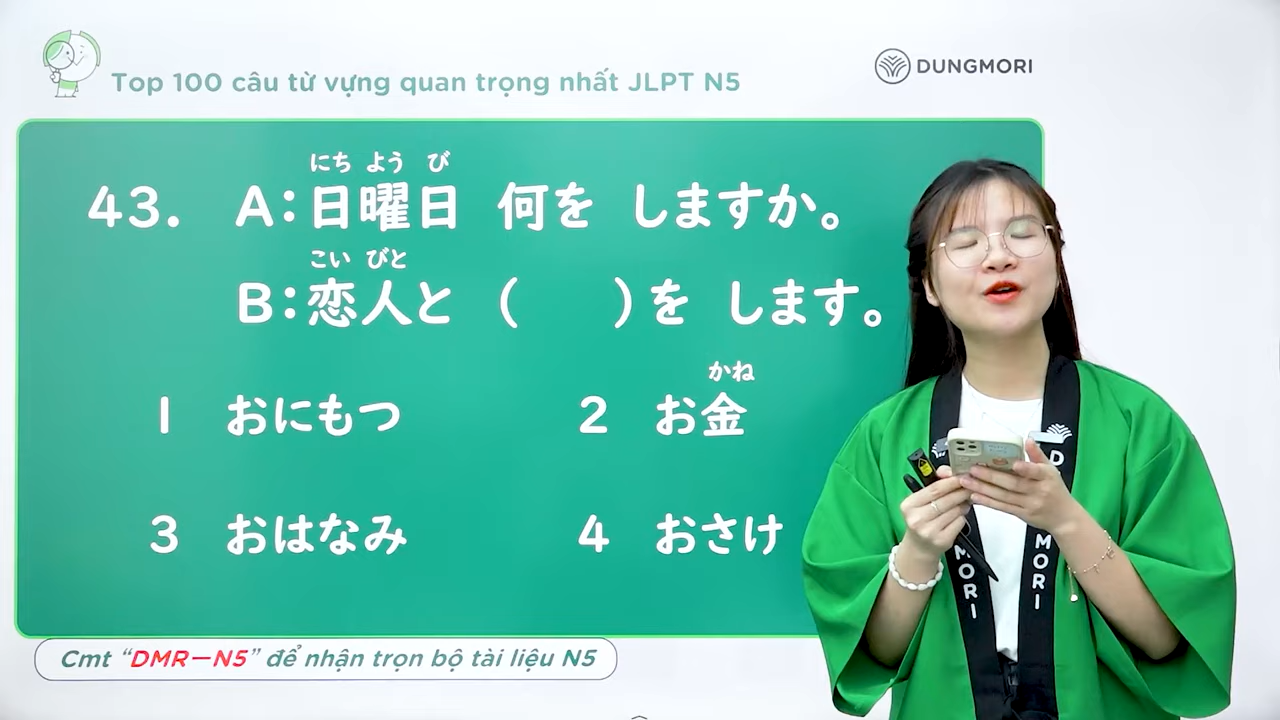 Top 100 câu từ vựng quan trọng nhất JLPT N5
DUNGMORI
にち よう び
43. A：日曜日 何を しますか。
こい びと
B：恋人と （　　）を します。
1 おにもつ
かね
2 お金
3 おはなみ
4 おさけ
Cmt “DMR－N5” để nhận trọn bộ tài liệu N5
D
MORI
MORI